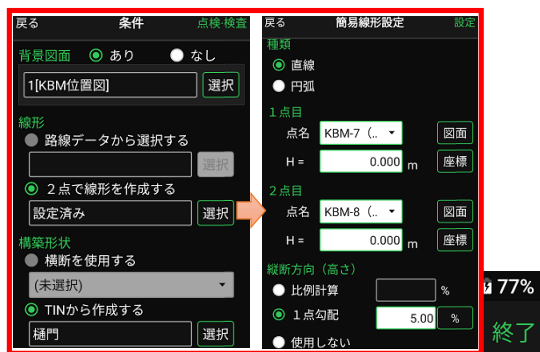 戻る 条件 点検・検査
背景図面 あり なし
1[KBM位置図] 選択
線形
路線データから選択する
選択
2点で線形を作成する
設定済み 選択
構築形状
横断を使用する
(未選択)
TINから作成する
樋門 選択
戻る 簡易線形設定 設定
種類
直線
円弧
1点目
点名 KBM-7 (.. 図面
H = 0.000 m 座標
2点目
点名 KBM-8 (.. 図面
H = 0.000 m 座標
縦断方向（高さ）
比例計算 %
1点勾配 5.00 %
使用しない
77%
終了